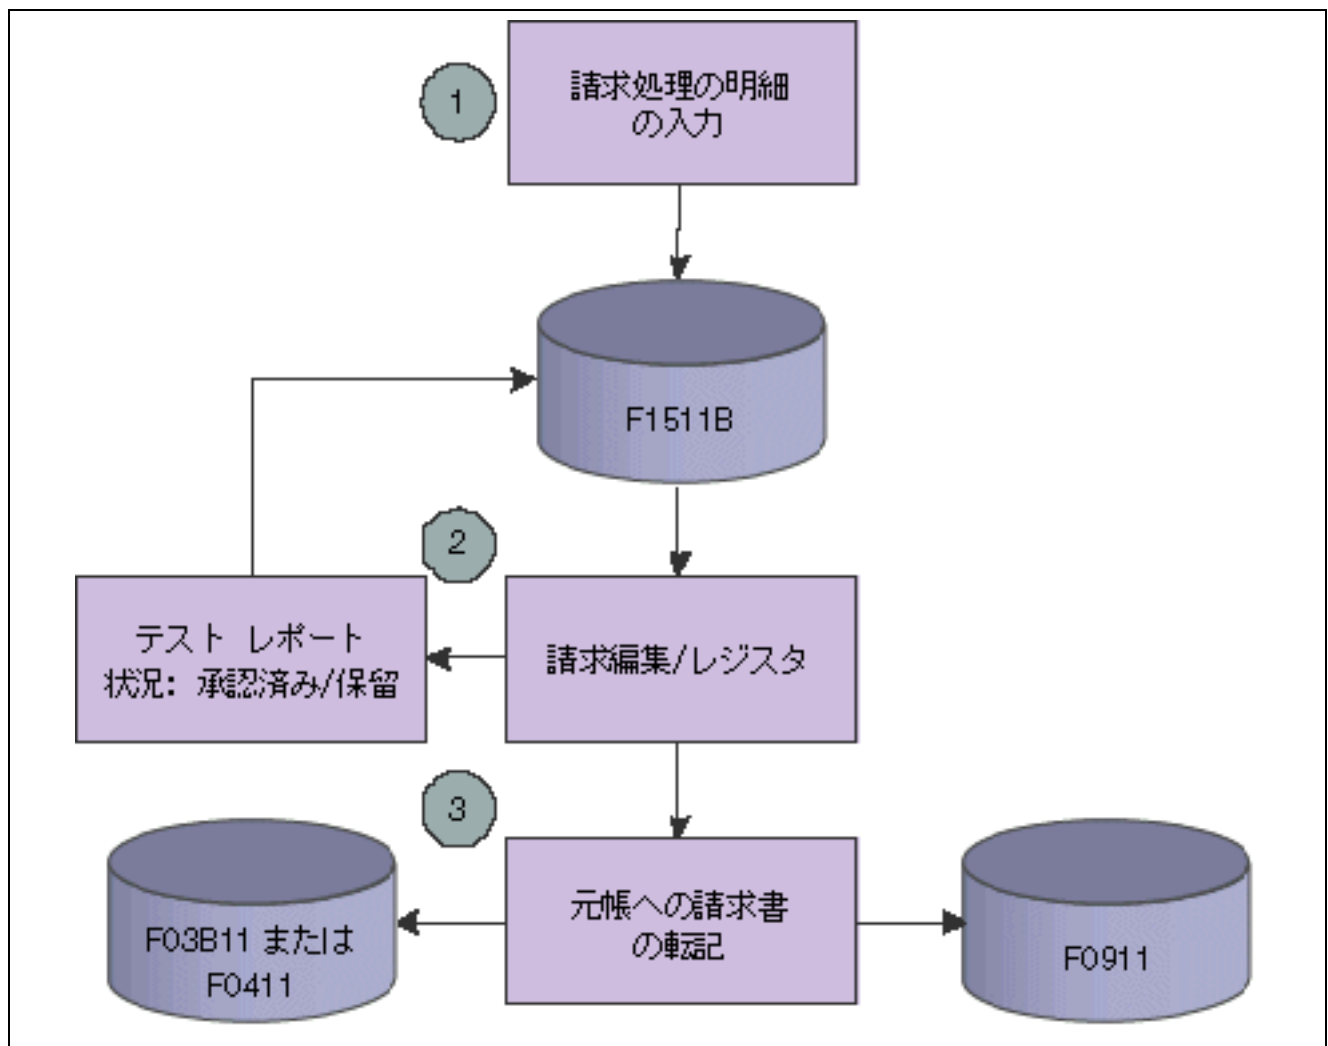 1
請求処理の明細
の入力
F1511B
2
テスト レポート
状況: 承認済み/保留
請求編集/レジスタ
3
F03B11 または
F0411
元帳への請求書
の転記
F0911